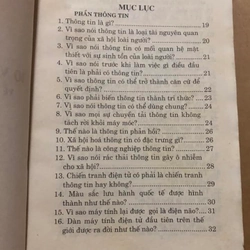 MỤC LỤC
PHẦN THÔNG TIN
1. Thông tin là gì? 19
2. Vì sao nói thông tin là loại tài nguyên quan
trọng của xã hội loài người? 20
3. Vì sao nói thông tin có mối quan hệ mật
thiết với sự sinh tồn của loài người? 21
4. Vì sao nói trước khi làm việc gì điều đầu
tiên là phải có thông tin? 21
5. Vì sao thông tin có thể trở thành căn cứ để
quyết định? 22
6. Vì sao phải biến thông tin thành tri thức? 23
7. Vì sao thông tin có thể dùng chung? 24
8. Vì sao mọi sự chuyển tải thông tin không
tách rời khỏi máy móc? 24
9. Thế nào là thông tin phản hồi? 25
10. Xã hội hoá thông tin có đặc trưng gì? 26
11. Thế nào là công nghiệp thông tin? 27
12. Vì sao nói rác thải thông tin gây ô nhiễm
cho xã hội? 28
13. Chiến tranh điện tử có phải là chiến tranh
thông tin hay không? 29
14. Màu sắc lưu hành quốc tế được hình
thành như thế nào? 30
15. Vì sao máy tính lại được gọi là điện não? 31
16. Dàn máy tính điện tử đầu tiên trên thế
giới được ra đời như thế nào? 32